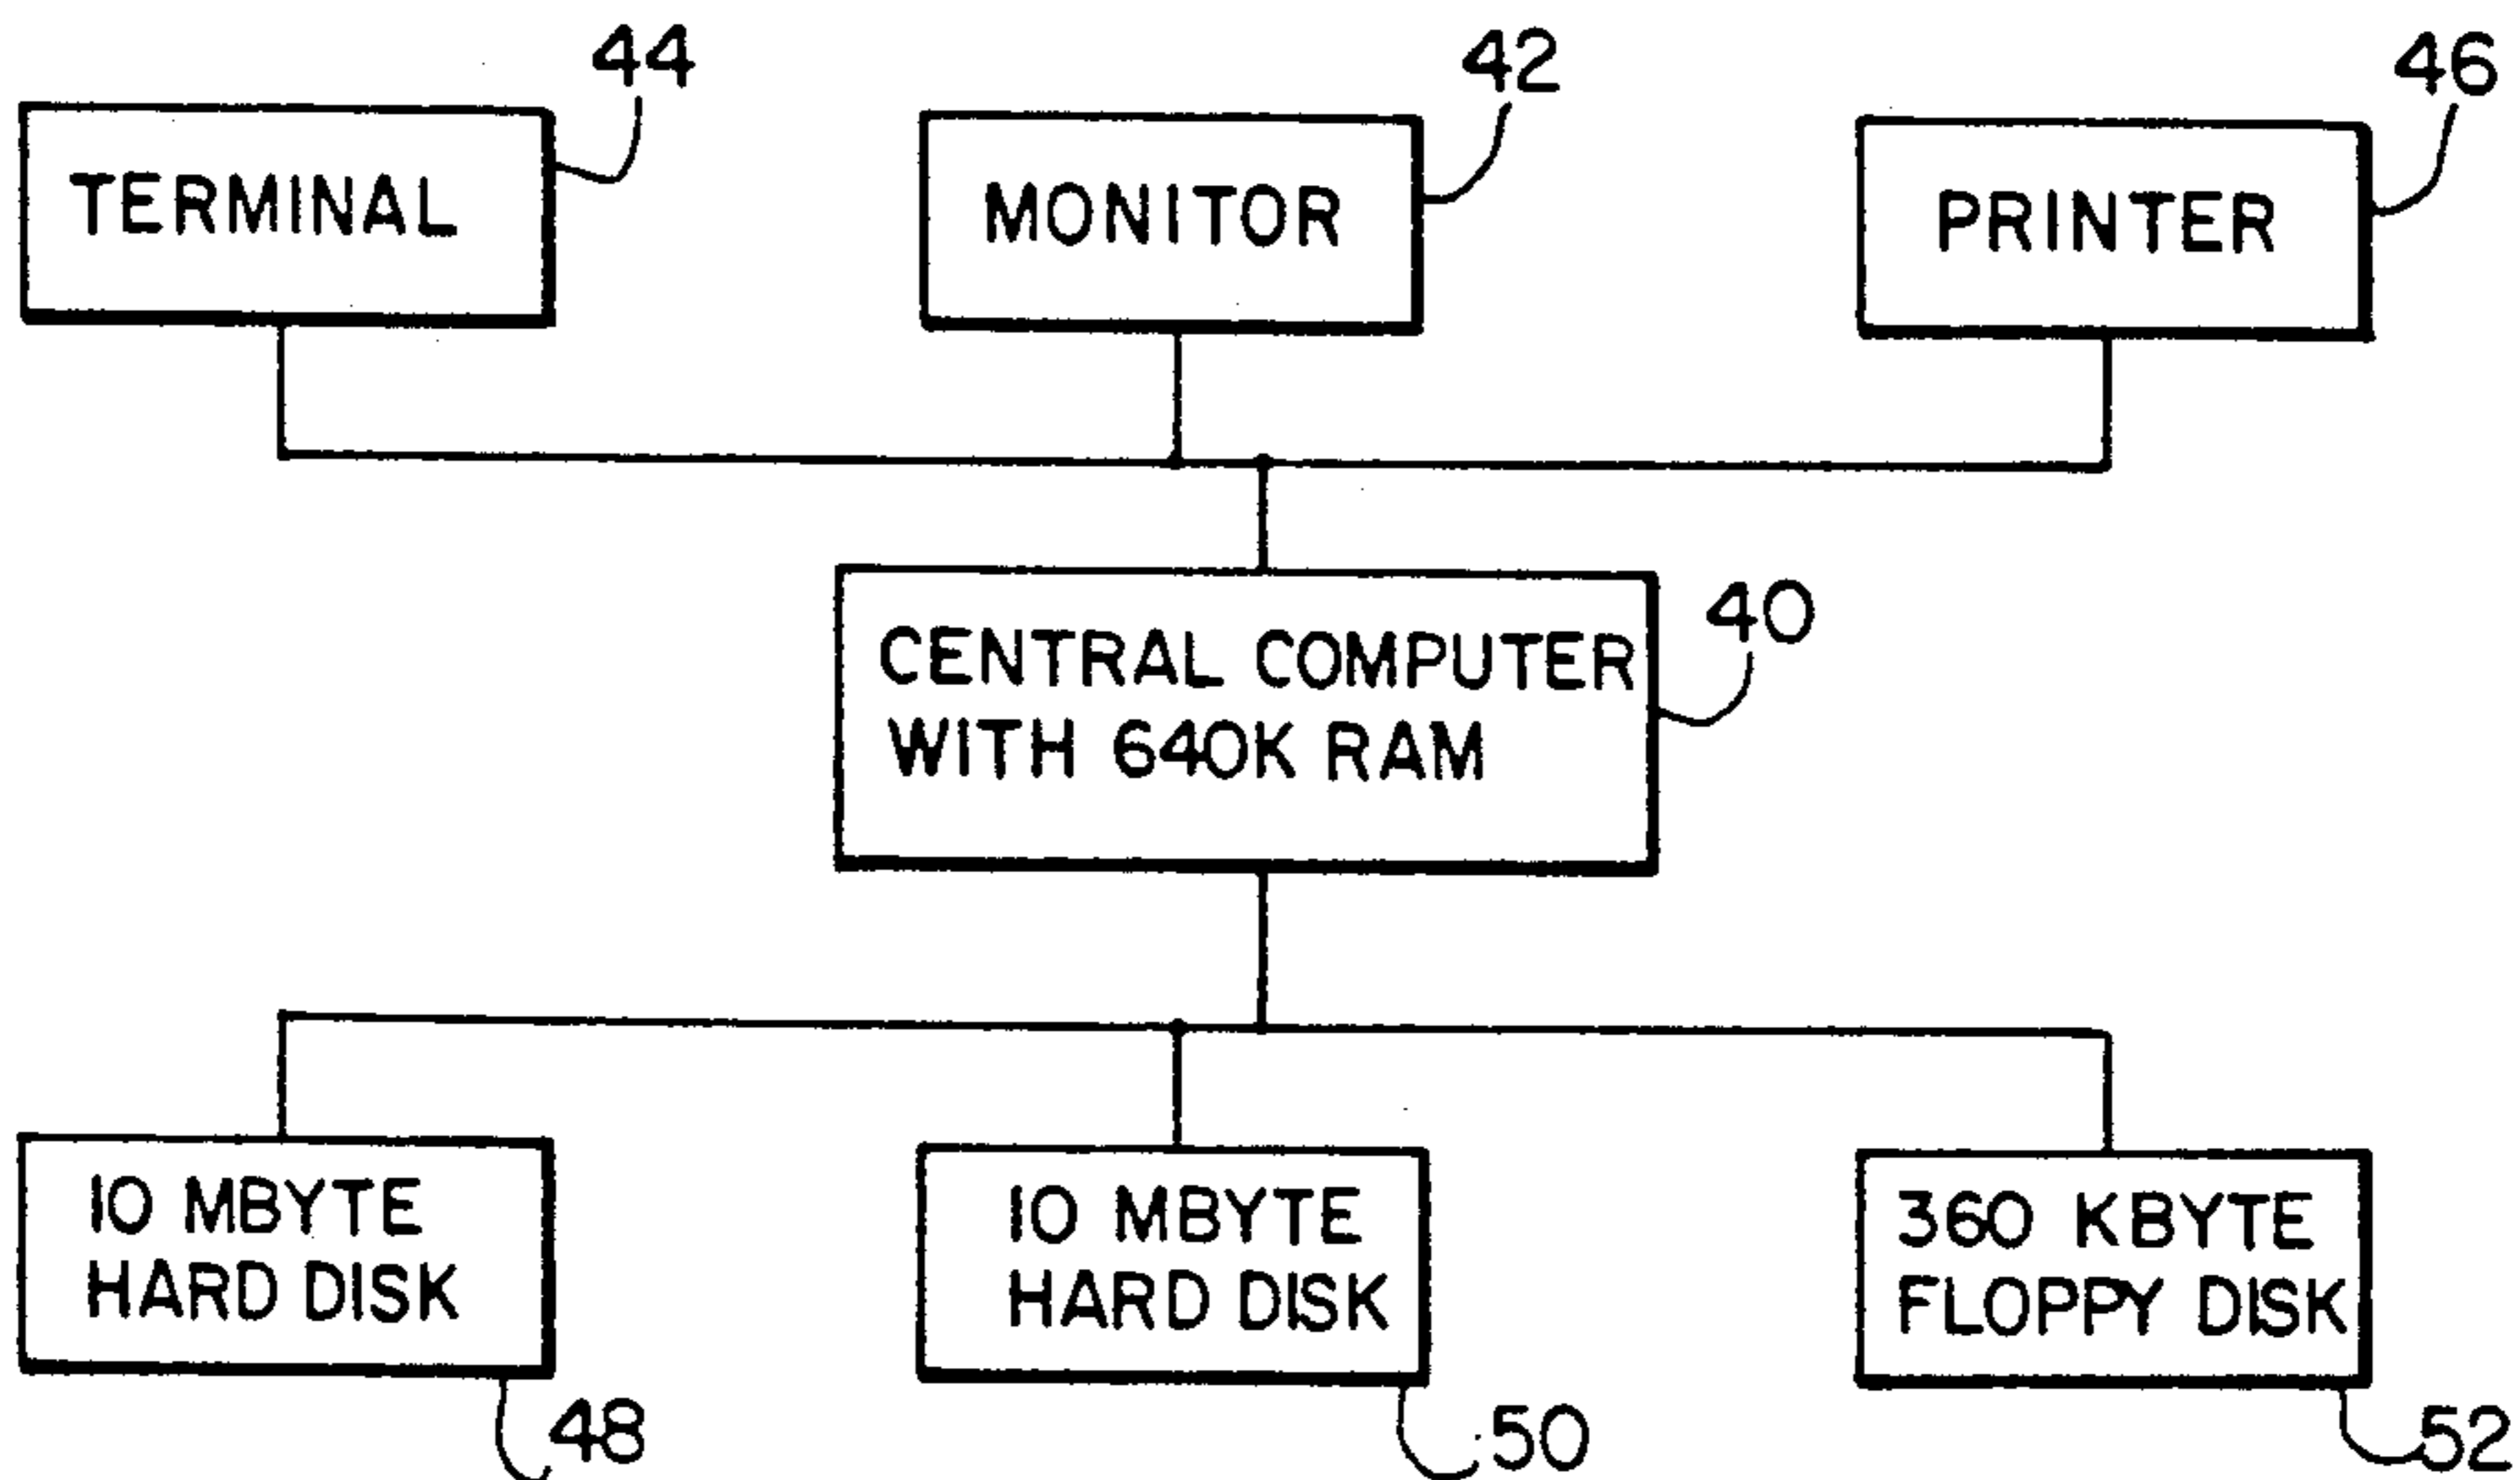 44
42
46
TERMINAL
MONITOR
PRINTER
40
CENTRAL COMPUTER
WITH 640K RAM
10 MBYTE
HARD DISK
10 MBYTE
HARD DISK
360 KBYTE
FLOPPY DISK
48
50
52